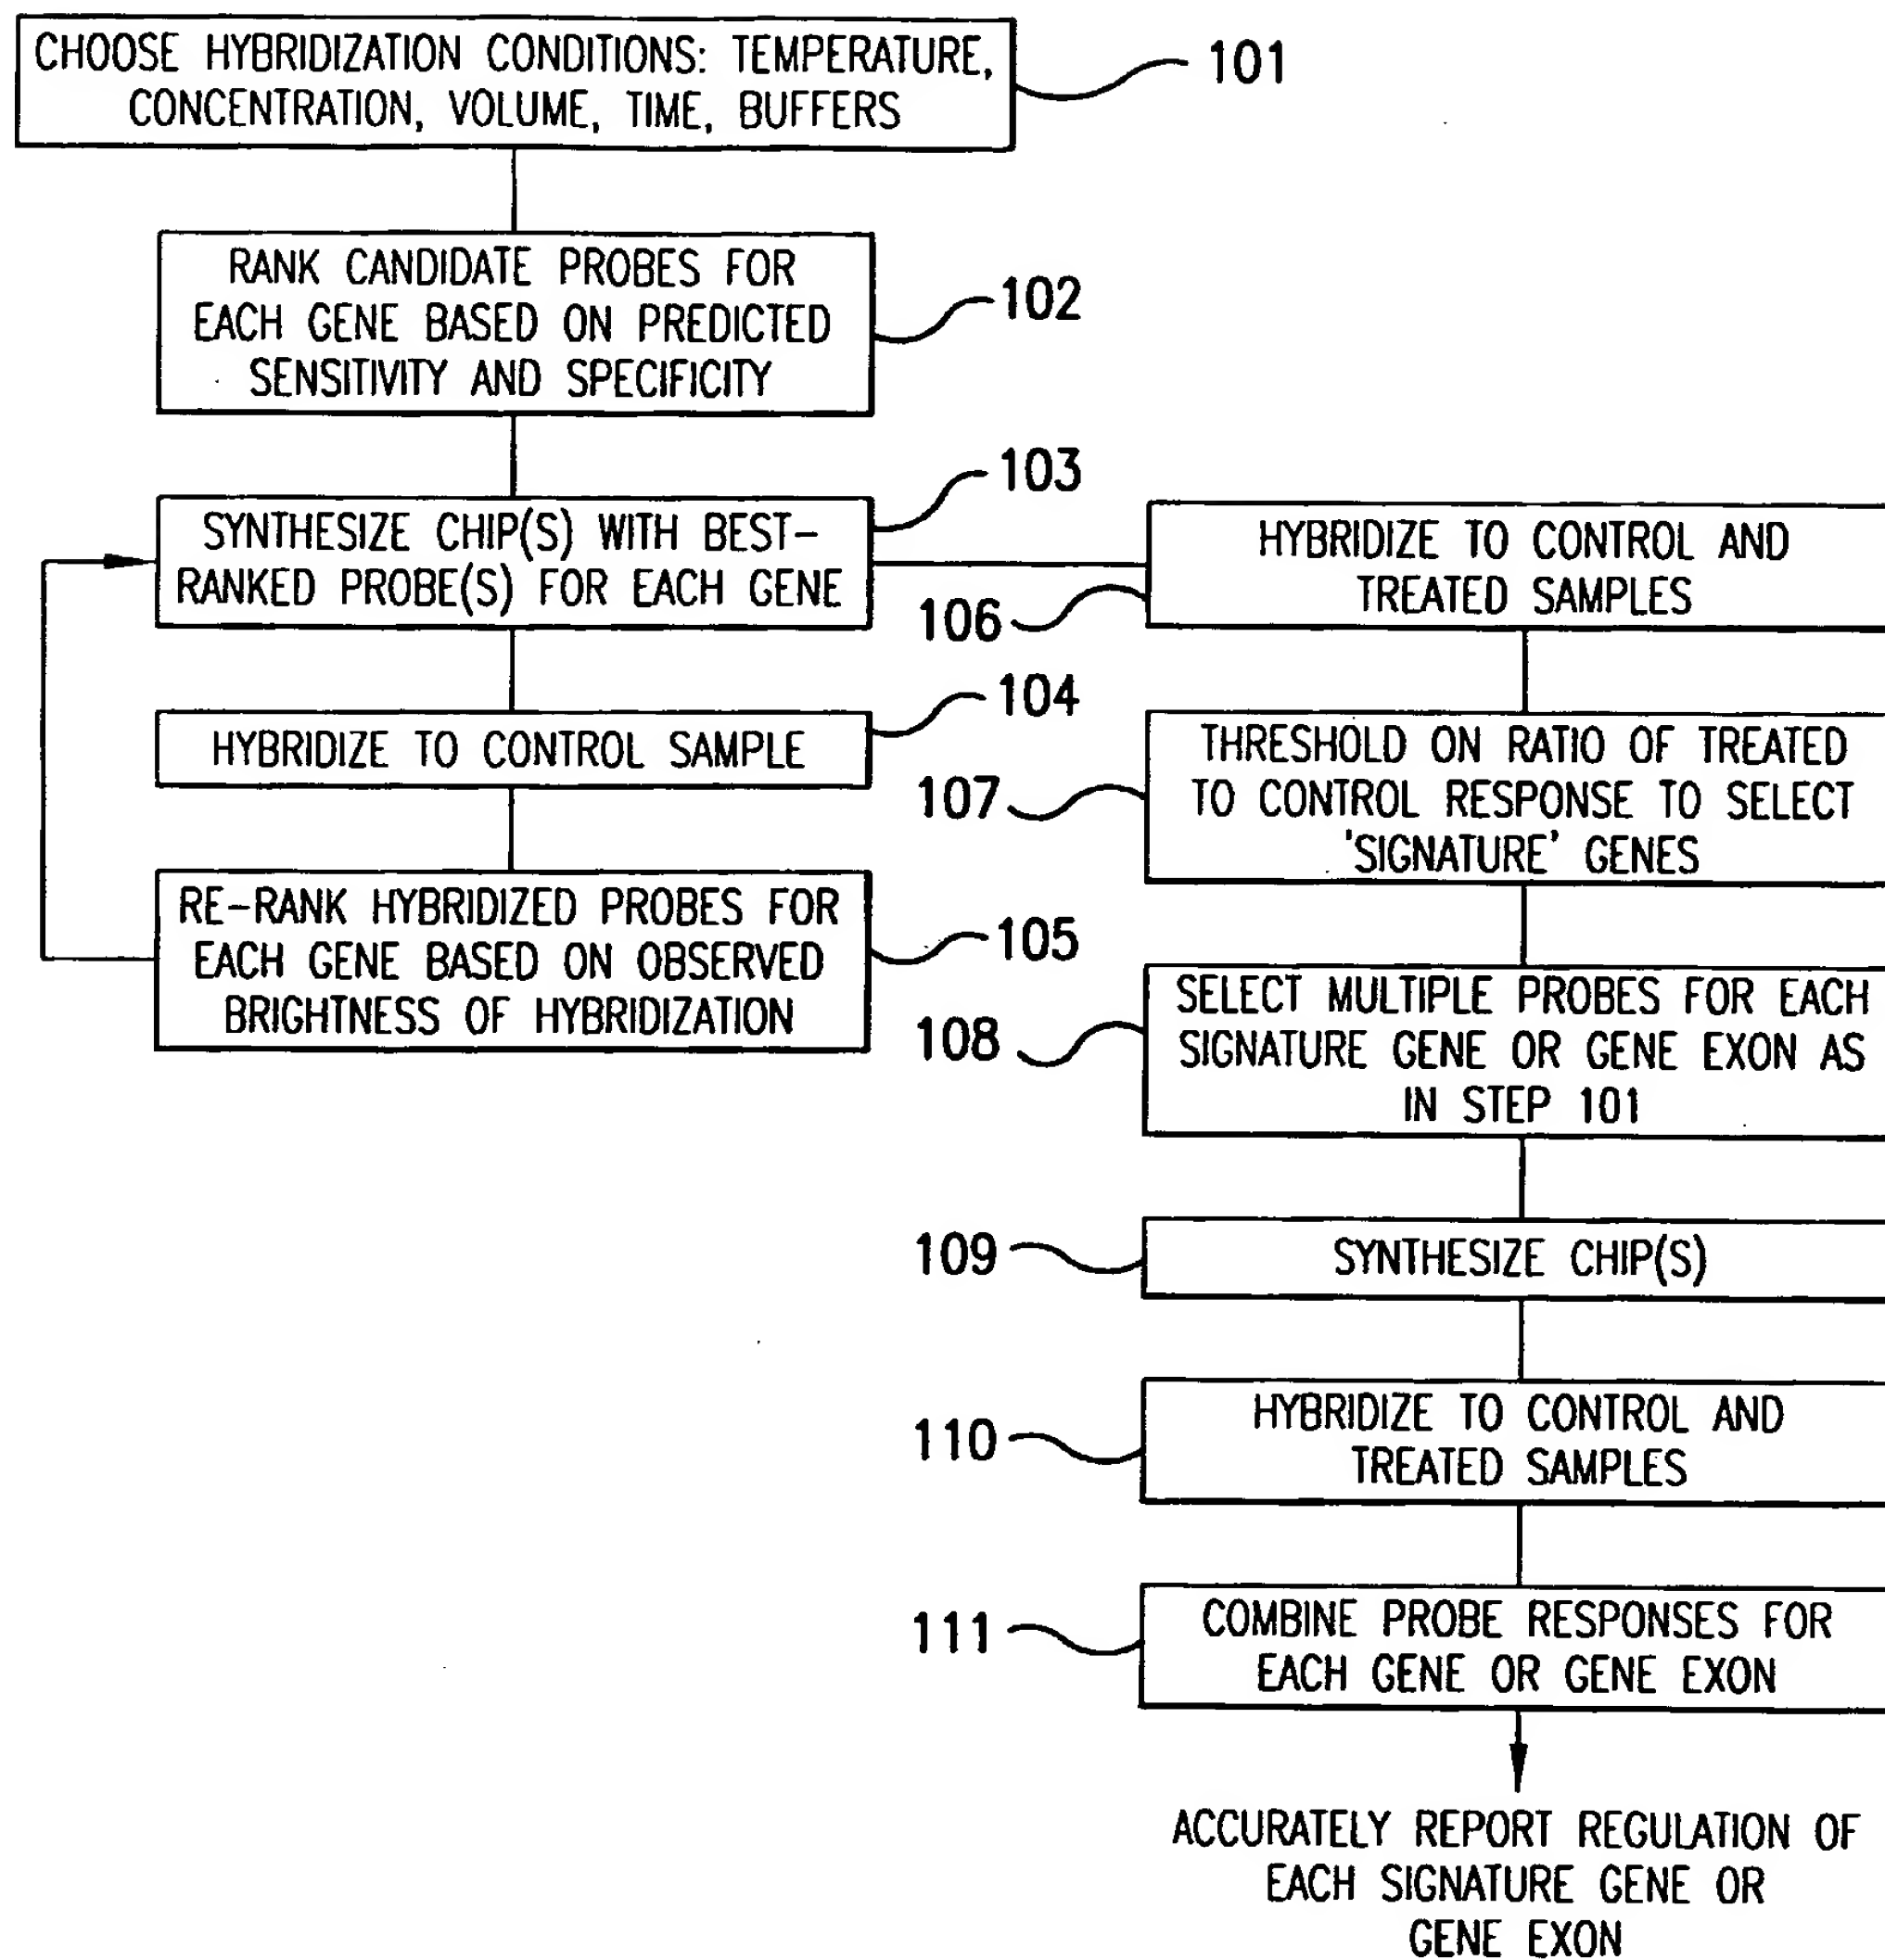 CHOOSE HYBRIDIZATION CONDITIONS: TEMPERATURE,
CONCENTRATION, VOLUME, TIME, BUFFERS
101
RANK CANDIDATE PROBES FOR
EACH GENE BASED ON PREDICTED
SENSITIVITY AND SPECIFICITY
102
SYNTHESIZE CHIP(S) WITH BEST-
RANKED PROBE(S) FOR EACH GENE
103
HYBRIDIZE TO CONTROL SAMPLE
104
RE-RANK HYBRIDIZED PROBES FOR
EACH GENE BASED ON OBSERVED
BRIGHTNESS OF HYBRIDIZATION
105
HYBRIDIZE TO CONTROL AND
TREATED SAMPLES
106
THRESHOLD ON RATIO OF TREATED
TO CONTROL RESPONSE TO SELECT
'SIGNATURE' GENES
107
SELECT MULTIPLE PROBES FOR EACH
SIGNATURE GENE OR GENE EXON AS
IN STEP 101
108
SYNTHESIZE CHIP(S)
109
HYBRIDIZE TO CONTROL AND
TREATED SAMPLES
110
COMBINE PROBE RESPONSES FOR
EACH GENE OR GENE EXON
111
ACCURATELY REPORT REGULATION OF
EACH SIGNATURE GENE OR
GENE EXON